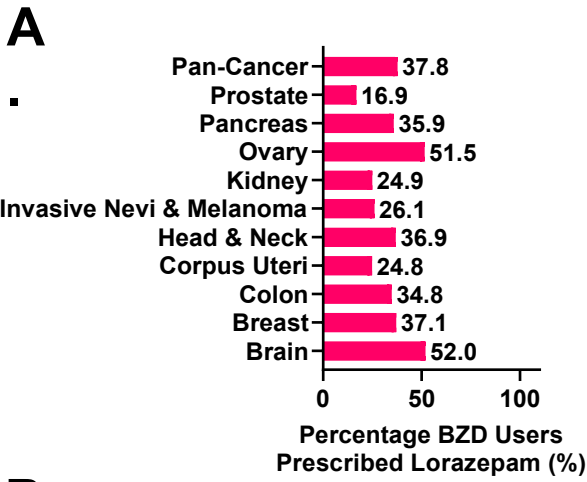 A
Pan-Cancer 37.8
Prostate 16.9
Pancreas 35.9
Ovary 51.5
Kidney 24.9
Invasive Nevi & Melanoma 26.1
Head & Neck 36.9
Corpus Uteri 24.8
Colon 34.8
Breast 37.1
Brain 52.0
0 50 100
Percentage BZD Users
Prescribed Lorazepam (%)